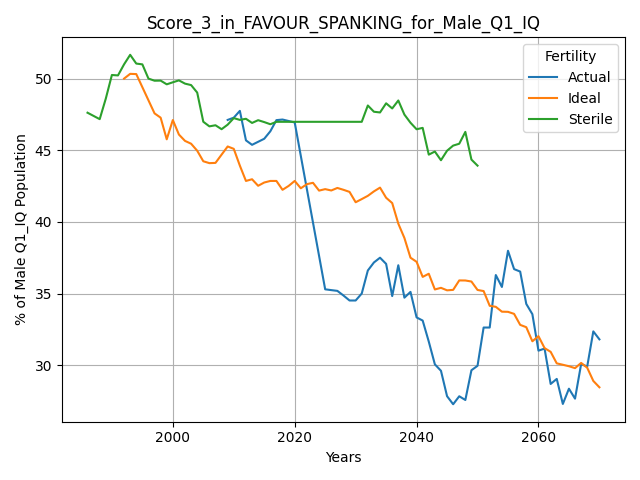 Score_3_in_FAVOUR_SPANKING_for_Male_Q1_IQ
Fertility
Actual
Ideal
Sterile
% of Male Q1_IQ Population
50
45
40
35
30
2000
2020
2040
2060
Years